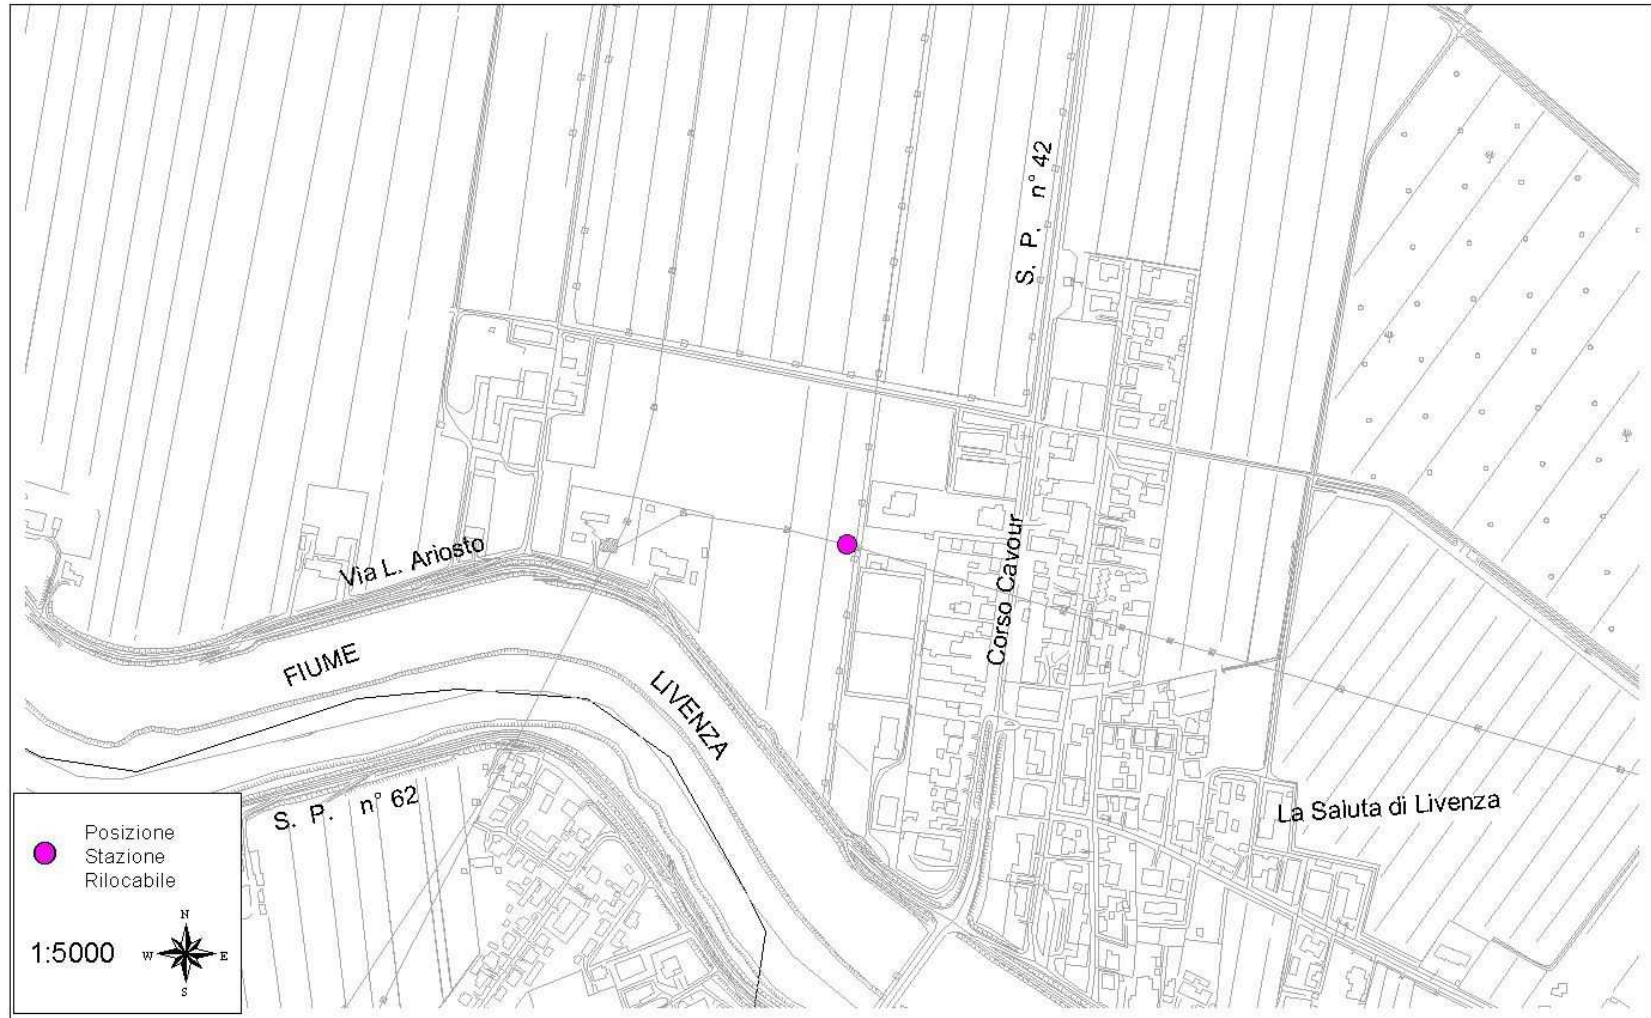 S. P. n° 42
Via L. Ariosto
Corso Cavour
FIUME
LIVENZA
S. P. n° 62
La Saluta di Livenza
Posizione
Stazione
Rilocabile
1:5000
N
W E
S